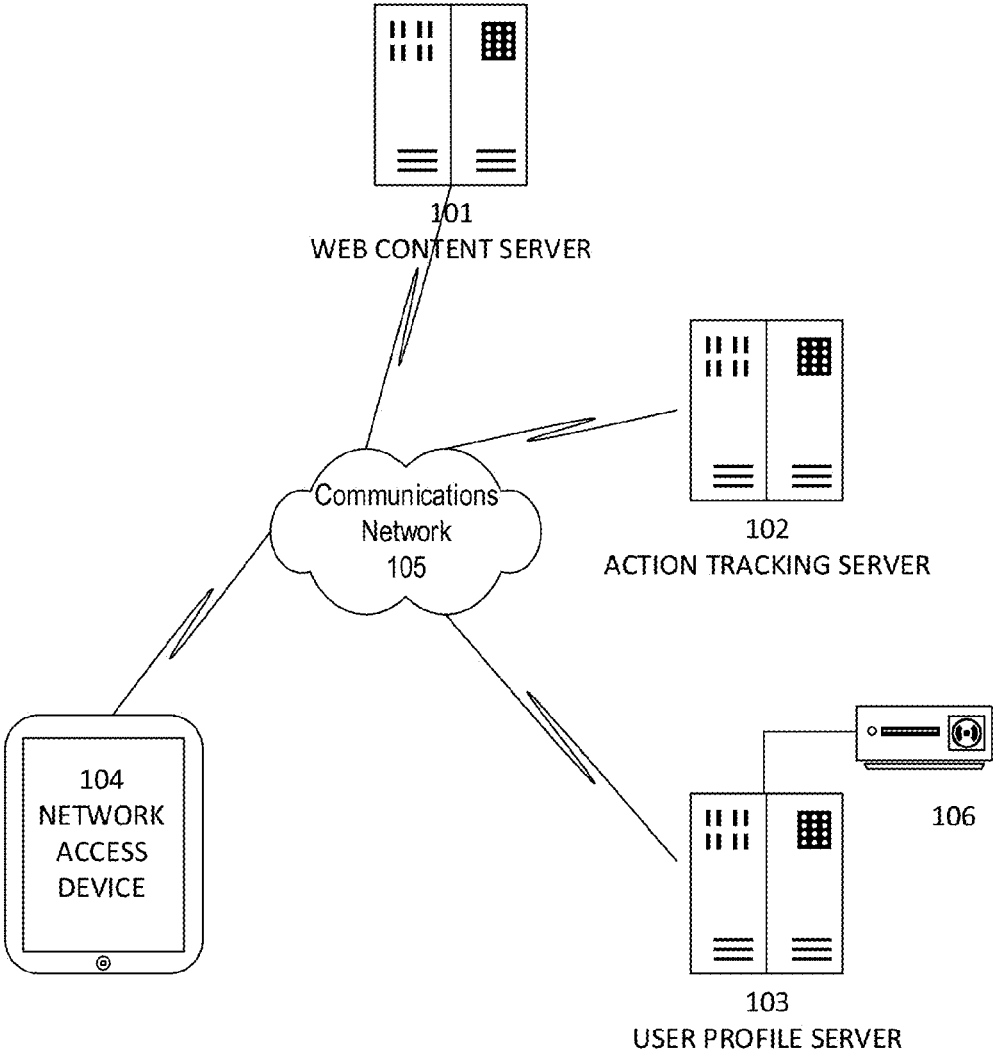 101
WEB CONTENT SERVER
102
ACTION TRACKING SERVER
Communications
Network
105
104
NETWORK
ACCESS
DEVICE
106
103
USER PROFILE SERVER